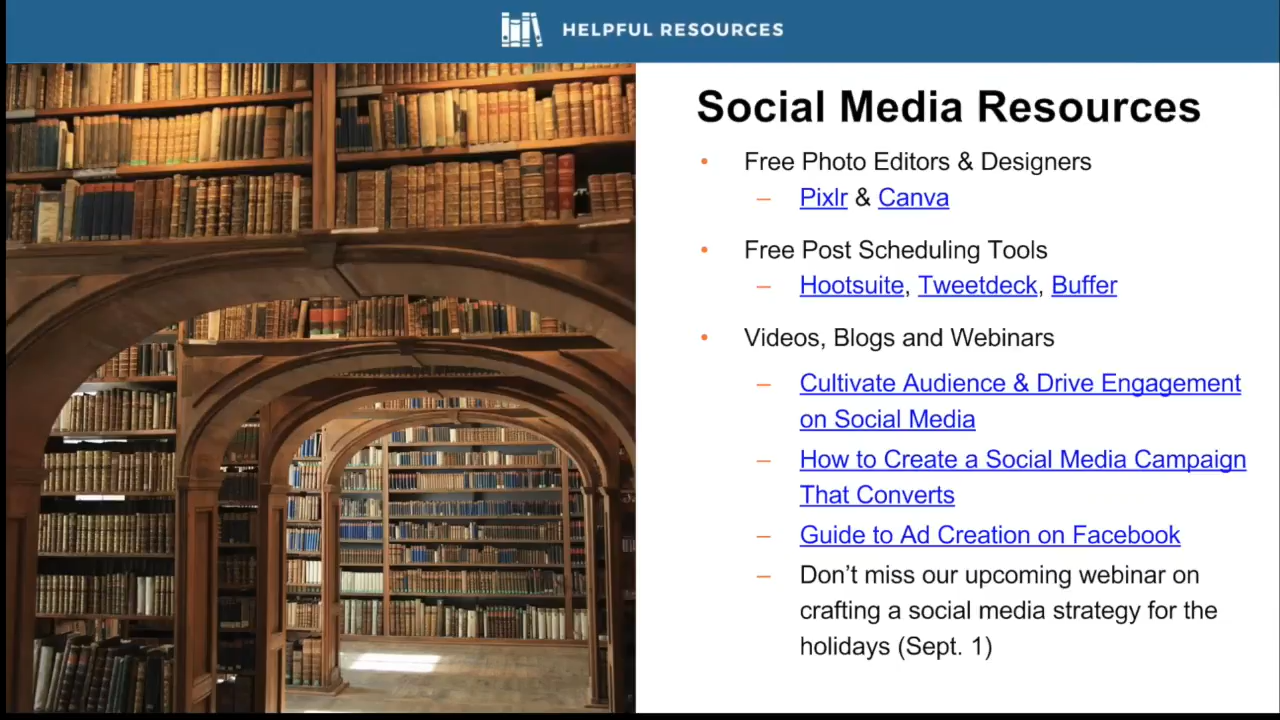 HELPFUL RESOURCES
Social Media Resources
• Free Photo Editors & Designers
– Pixlr & Canva
• Free Post Scheduling Tools
– Hootsuite, Tweetdeck, Buffer
• Videos, Blogs and Webinars
– Cultivate Audience & Drive Engagement
on Social Media
– How to Create a Social Media Campaign
That Converts
– Guide to Ad Creation on Facebook
– Don’t miss our upcoming webinar on
crafting a social media strategy for the
holidays (Sept. 1)